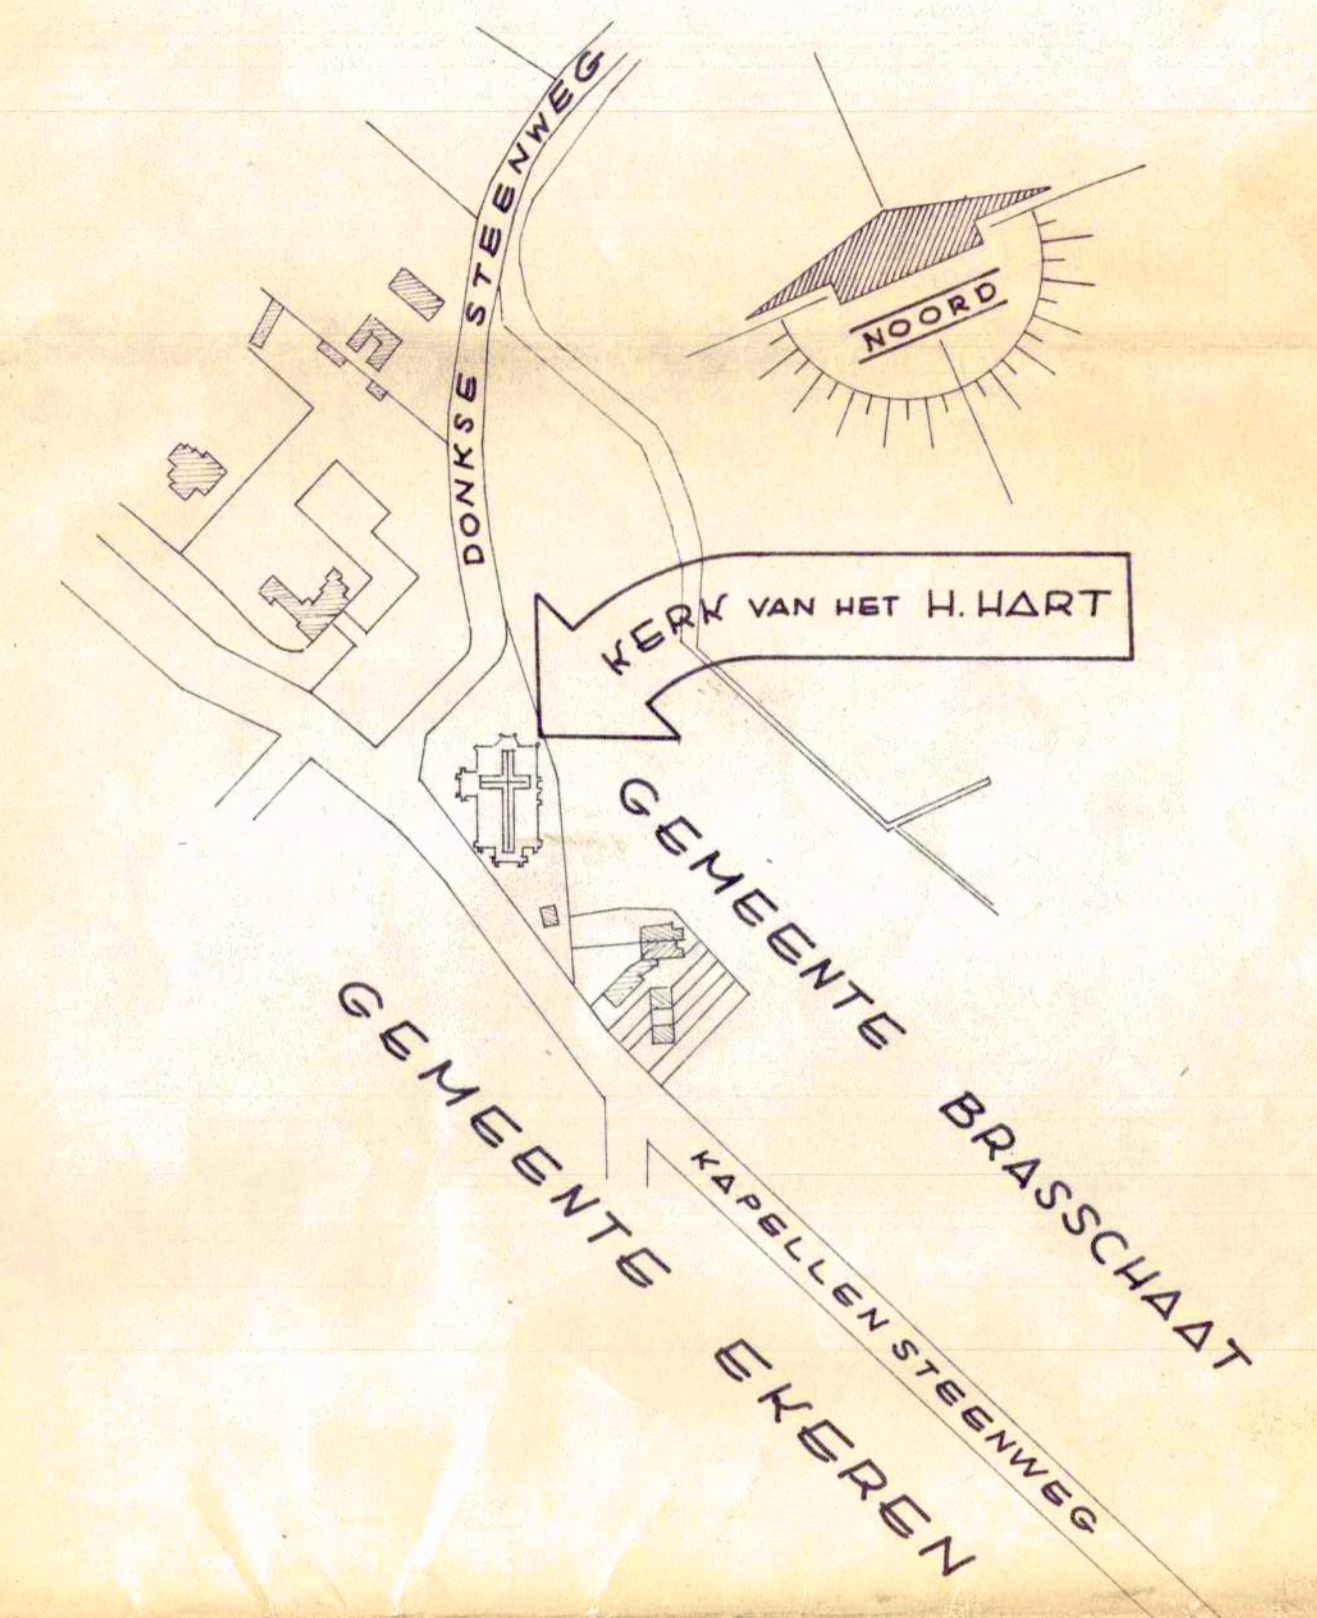 DONKSE STEENWEG
NOORD
KERK VAN HET H. HART
GEMEENTE BRASSCHAAT
GEMEENTE EKEREN
KAPELLEN STEENWEG